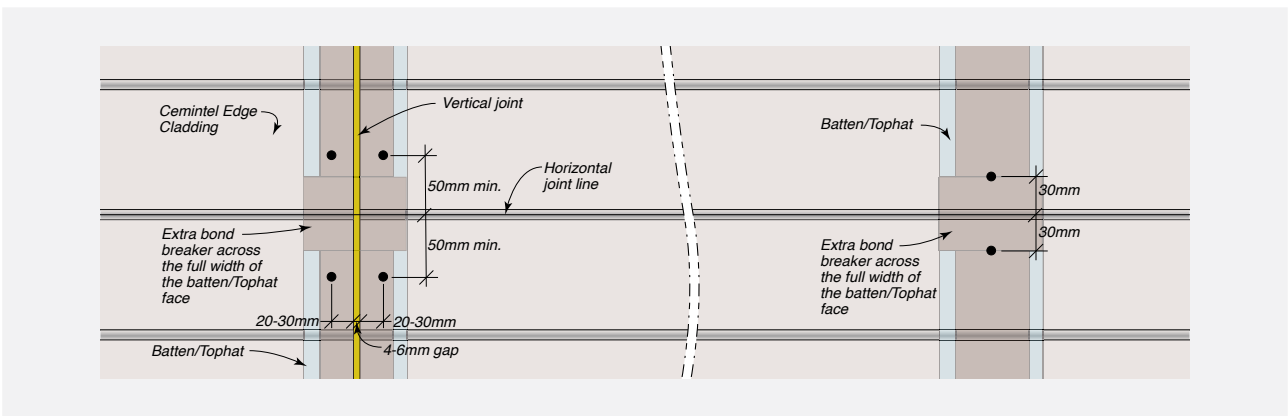 Cemintel Edge
Cladding
Vertical joint
Batten/Tophat
Horizontal
joint line
50mm min.
30mm
50mm min.
30mm
Extra bond
breaker across
the full width of
the batten/Tophat
face
Extra bond
breaker across
the full width of
the batten/Tophat
face
20-30mm
20-30mm
Batten/Tophat
4-6mm gap